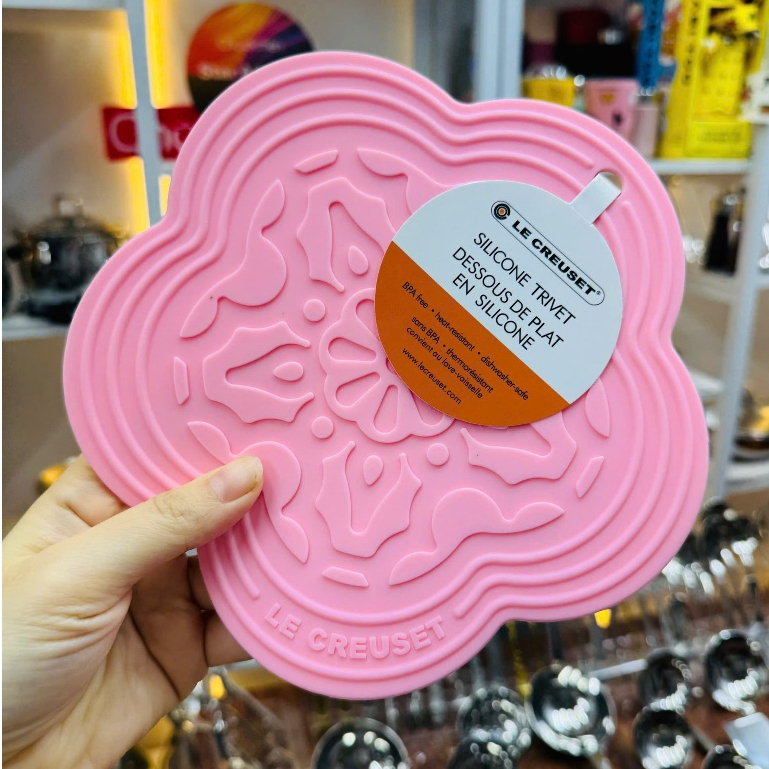 LE CREUSET®
SILICONE TRIVET
DESSOUS DE PLAT
EN SILICONE
BPA free • heat-resistant • dishwasher-safe
sans BPA • thermorésistant
convient au lave-vaisselle
www.lecreuset.com
LE CREUSET